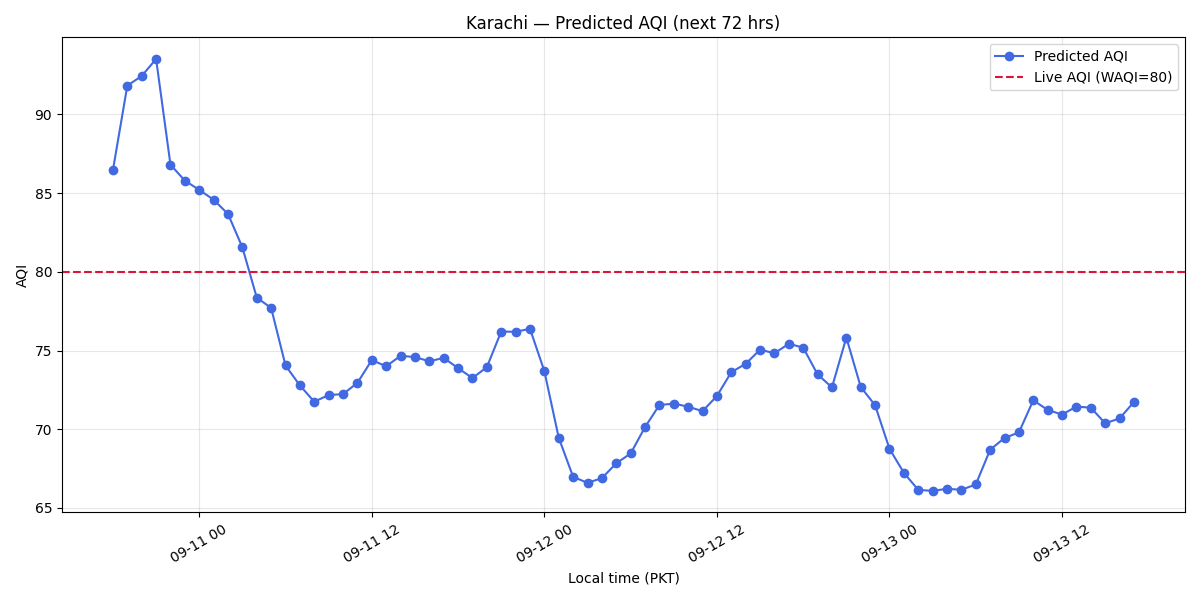 Karachi — Predicted AQI (next 72 hrs)
Predicted AQI
Live AQI (WAQI=80)
AQI
90
85
80
75
70
65
09-11 00
09-11 12
09-12 00
09-12 12
09-13 00
09-13 12
Local time (PKT)